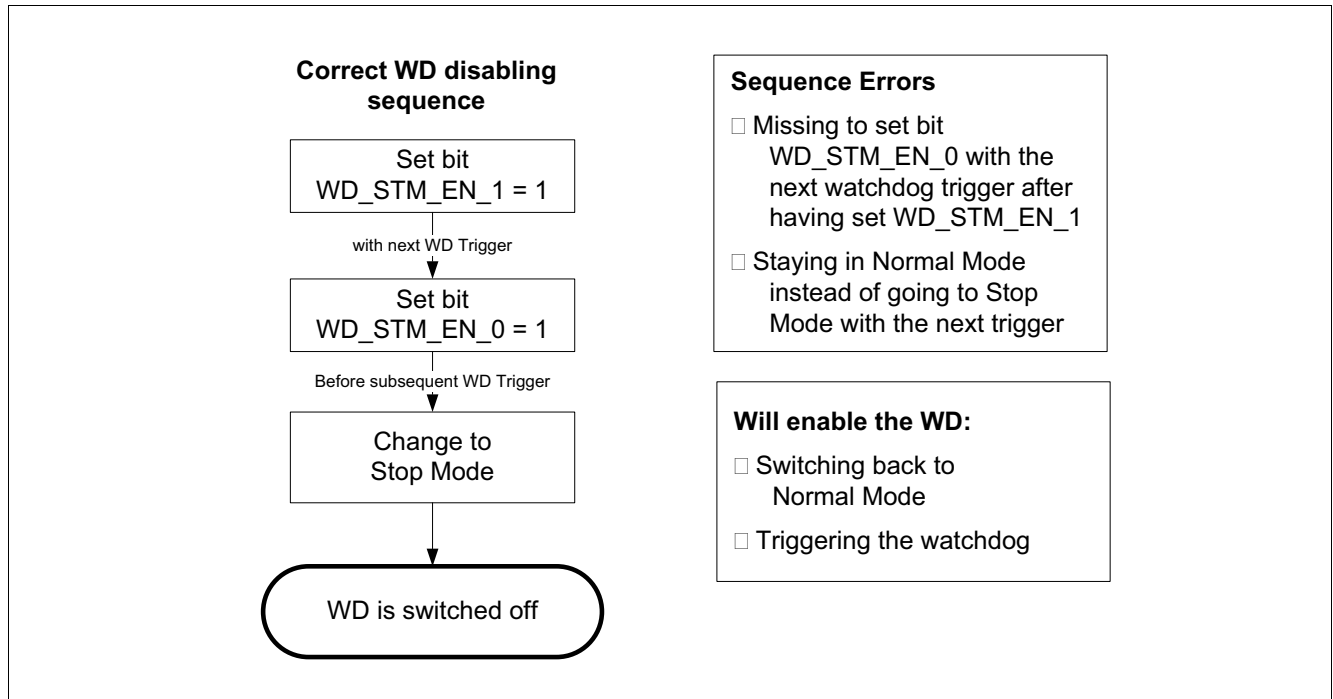 Correct WD disabling
sequence
Set bit
WD_STM_EN_1 = 1
with next WD Trigger
Set bit
WD_STM_EN_0 = 1
Before subsequent WD Trigger
Change to
Stop Mode
WD is switched off
Sequence Errors
□ Missing to set bit
WD_STM_EN_0 with the
next watchdog trigger after
having set WD_STM_EN_1
□ Staying in Normal Mode
instead of going to Stop
Mode with the next trigger
Will enable the WD:
□ Switching back to
Normal Mode
□ Triggering the watchdog